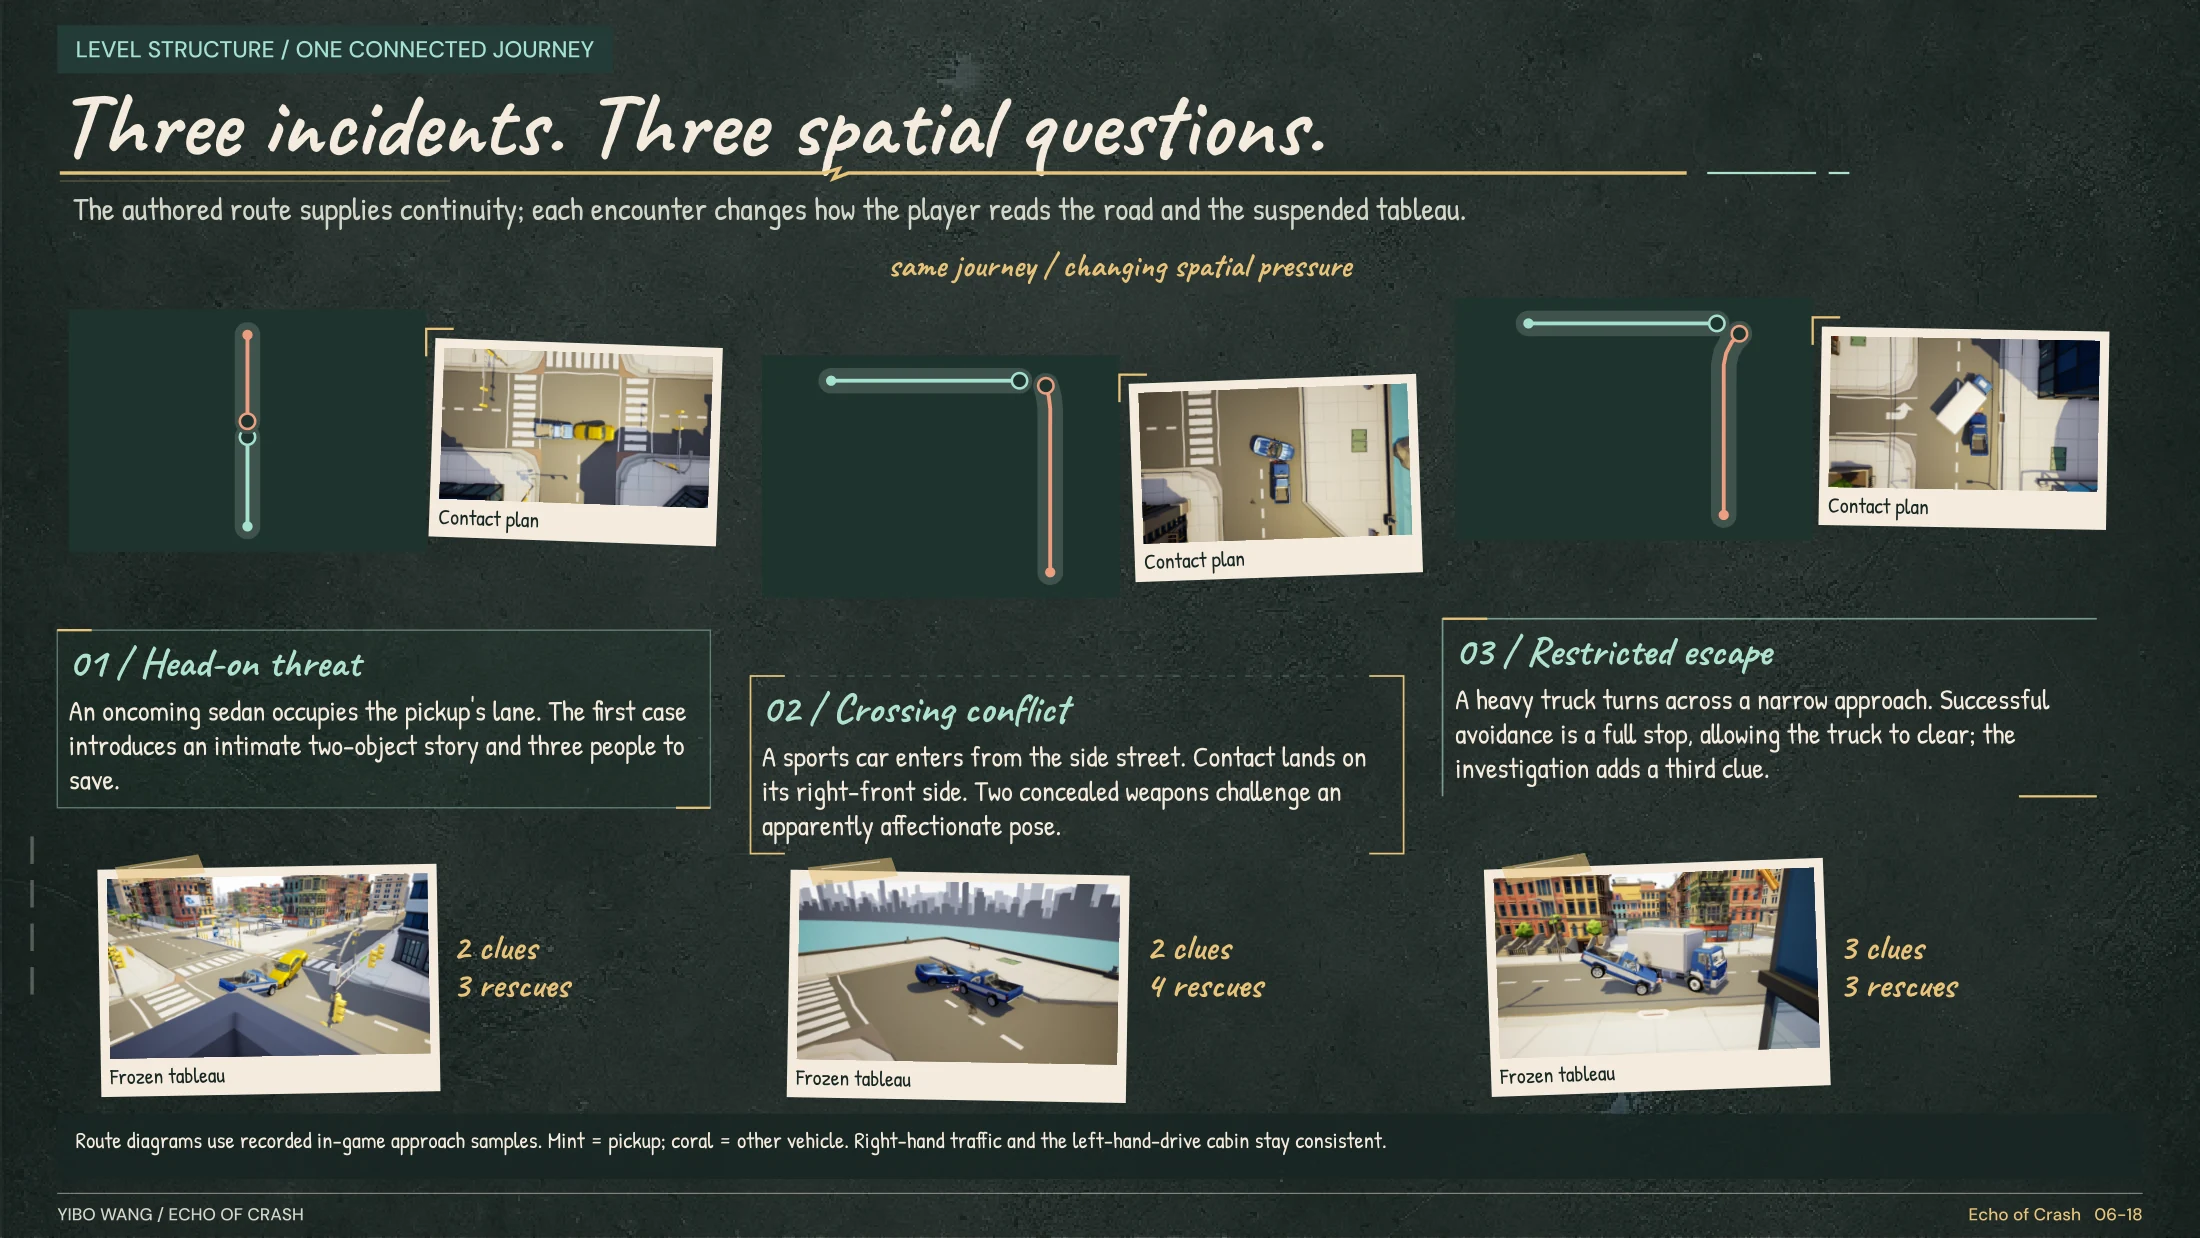 LEVEL STRUCTURE / ONE CONNECTED JOURNEY
Three incidents. Three spatial questions.
The authored route supplies continuity; each encounter changes how the player reads the road and the suspended tableau.
same journey / changing spatial pressure
Contact plan
Contact plan
Contact plan
01 / Head-on threat
An oncoming sedan occupies the pickup's lane. The first case
introduces an intimate two-object story and three people to
save.
02 / Crossing conflict
A sports car enters from the side street. Contact lands on
its right-front side. Two concealed weapons challenge an
apparently affectionate pose.
03 / Restricted escape
A heavy truck turns across a narrow approach. Successful
avoidance is a full stop, allowing the truck to clear; the
investigation adds a third clue.
Frozen tableau
2 clues
3 rescues
Frozen tableau
2 clues
4 rescues
Frozen tableau
3 clues
3 rescues
Route diagrams use recorded in-game approach samples. Mint = pickup; coral = other vehicle. Right-hand traffic and the left-hand-drive cabin stay consistent.
YIBO WANG / ECHO OF CRASH
Echo of Crash 06-18